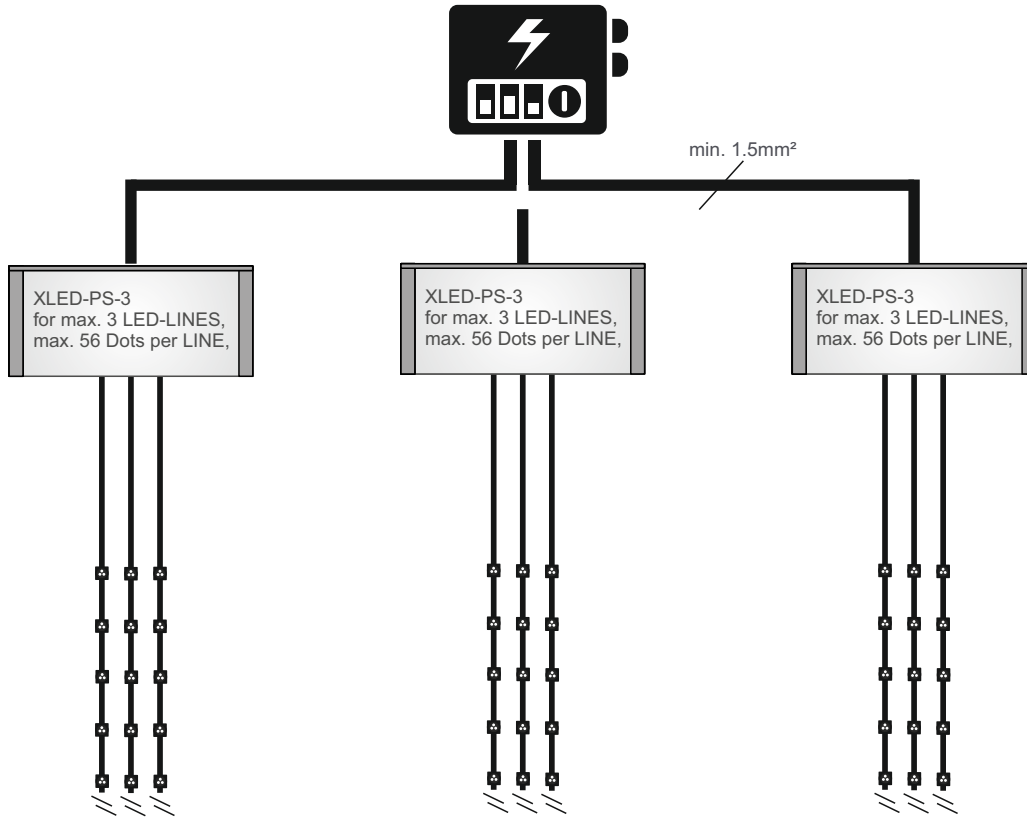 min. 1.5mm²
XLED-PS-3
for max. 3 LED-LINES,
max. 56 Dots per LINE,
XLED-PS-3
for max. 3 LED-LINES,
max. 56 Dots per LINE,
XLED-PS-3
for max. 3 LED-LINES,
max. 56 Dots per LINE,